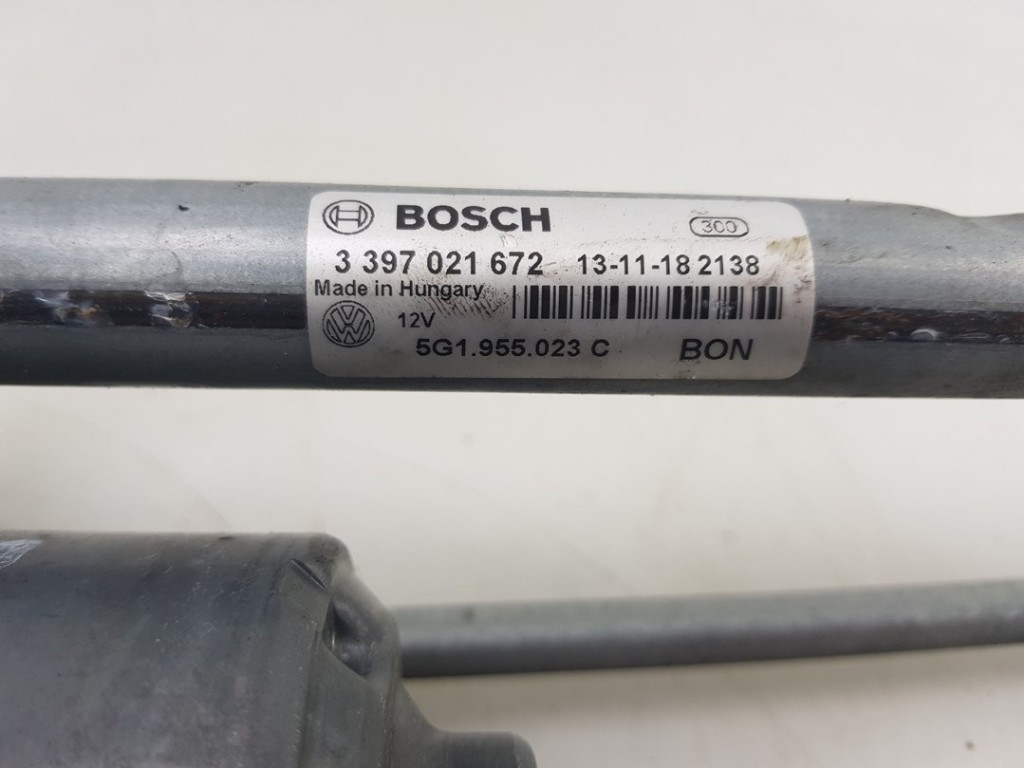 BOSCH 300
3 397 021 672 13-11-18 2138
Made in Hungary
12V
5G1.955.023 C BON